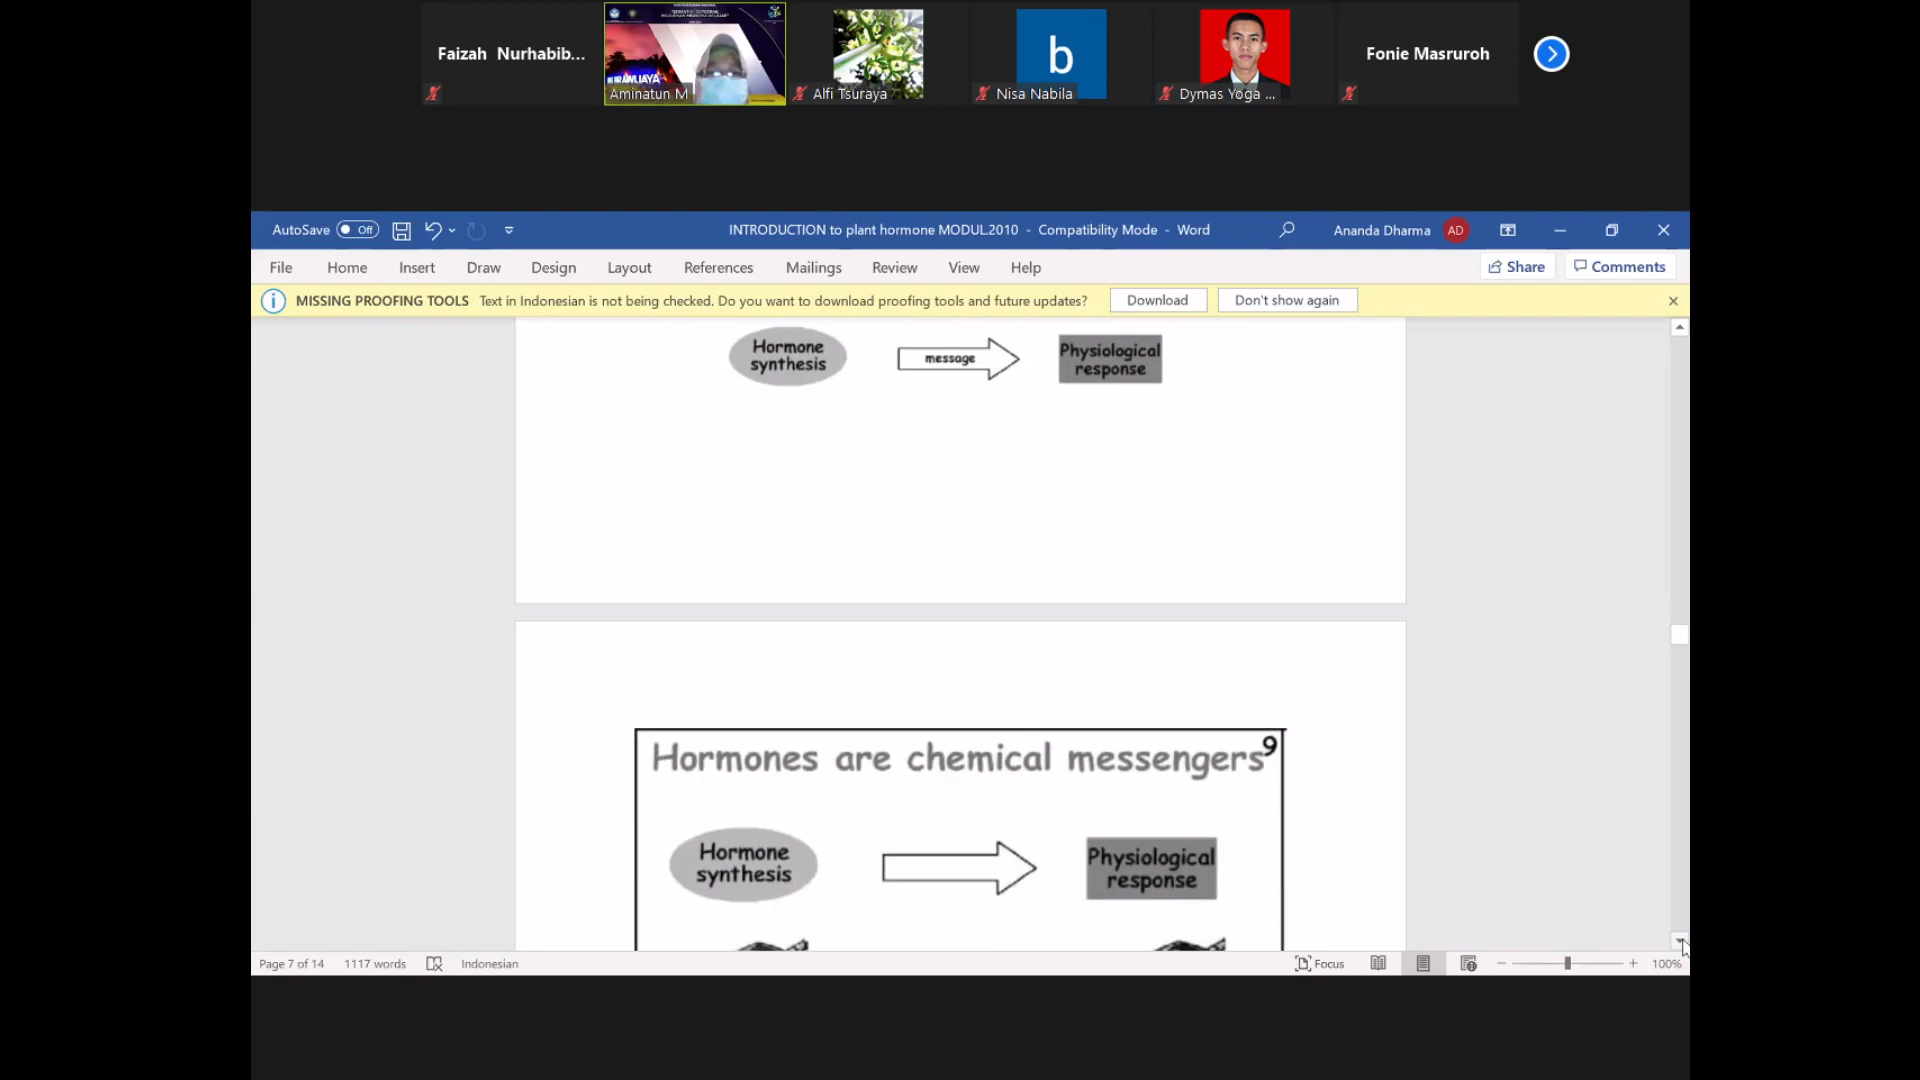 Faizah Nurhabib...
Aminatun M
Alfi Tsuraya
b
Nisa Nabila
Dymas Yoga ...
Fonie Masruroh
AutoSave Off
INTRODUCTION to plant hormone MODUL.2010 - Compatibility Mode - Word
Ananda Dharma AD
File Home Insert Draw Design Layout References Mailings Review View Help
Share Comments
MISSING PROOFING TOOLS Text in Indonesian is not being checked. Do you want to download proofing tools and future updates? Download Don't show again
Hormone
synthesis
message
Physiological
response
Hormones are chemical messengers
9
Hormone
synthesis
Physiological
response
Page 7 of 14 1117 words Indonesian
Focus
100%